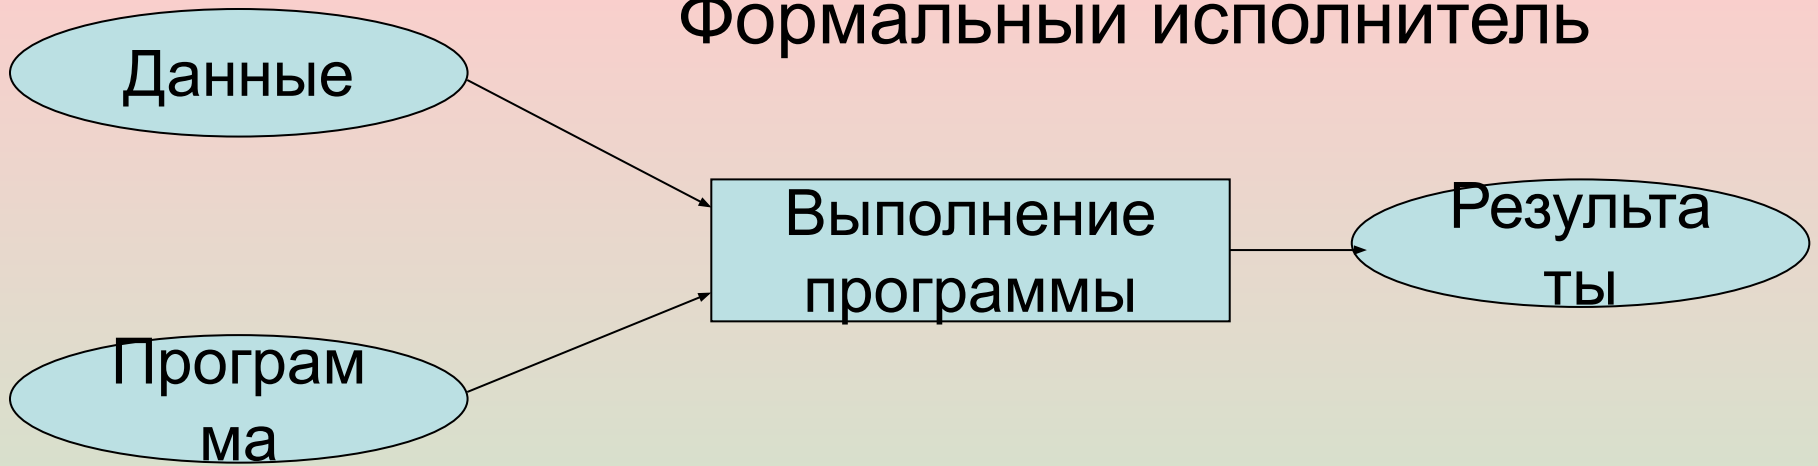 Формальный исполнитель
Данные
Выполнение
программы
Результа
ты
Програм
ма